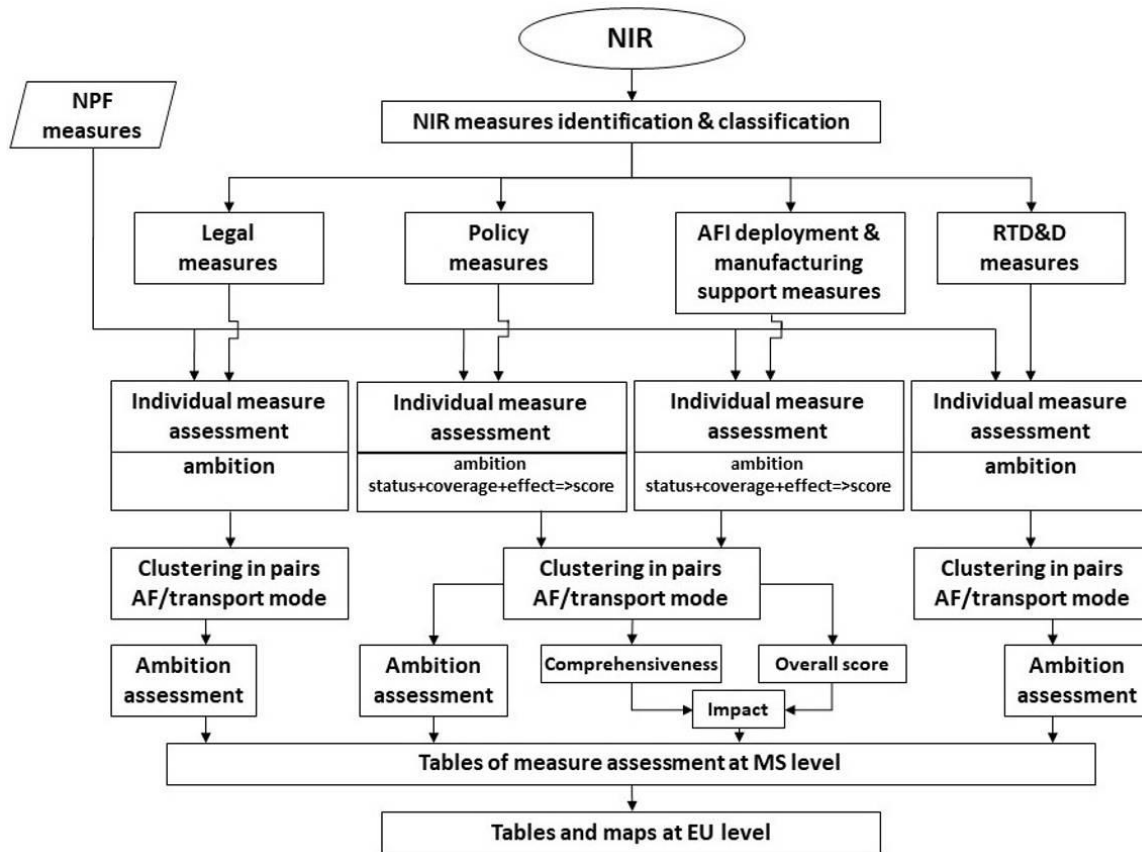 NIR
NPF
measures
NIR measures identification & classification
Legal
measures
Policy
measures
AFI deployment &
manufacturing
support measures
RTD&D
measures
Individual measure
assessment
ambition
Individual measure
assessment
ambition
status+coverage+effect=>score
Individual measure
assessment
ambition
status+coverage+effect=>score
Individual measure
assessment
ambition
Clustering in pairs
AF/transport mode
Clustering in pairs
AF/transport mode
Clustering in pairs
AF/transport mode
Ambition
assessment
Ambition
assessment
Comprehensiveness
Overall score
Impact
Ambition
assessment
Tables of measure assessment at MS level
Tables and maps at EU level